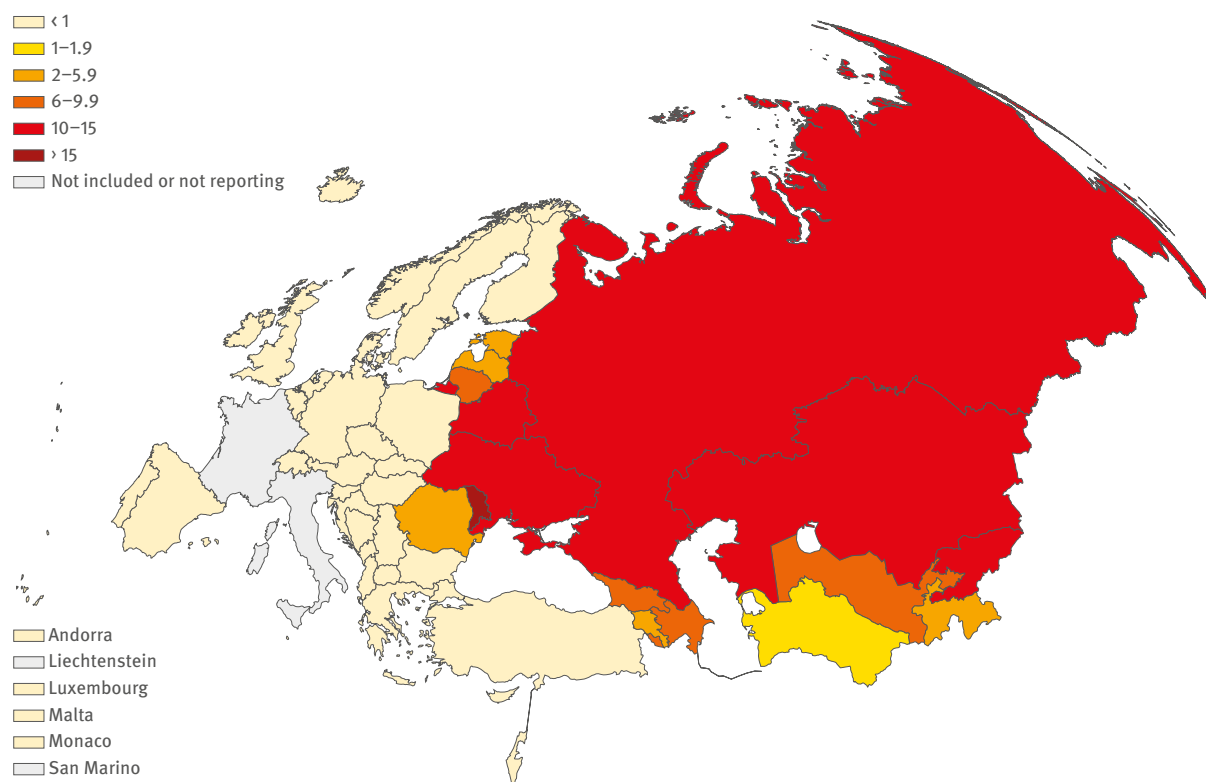 ‹ 1
1–1.9
2–5.9
6–9.9
10–15
› 15
Not included or not reporting
Andorra
Liechtenstein
Luxembourg
Malta
Monaco
San Marino